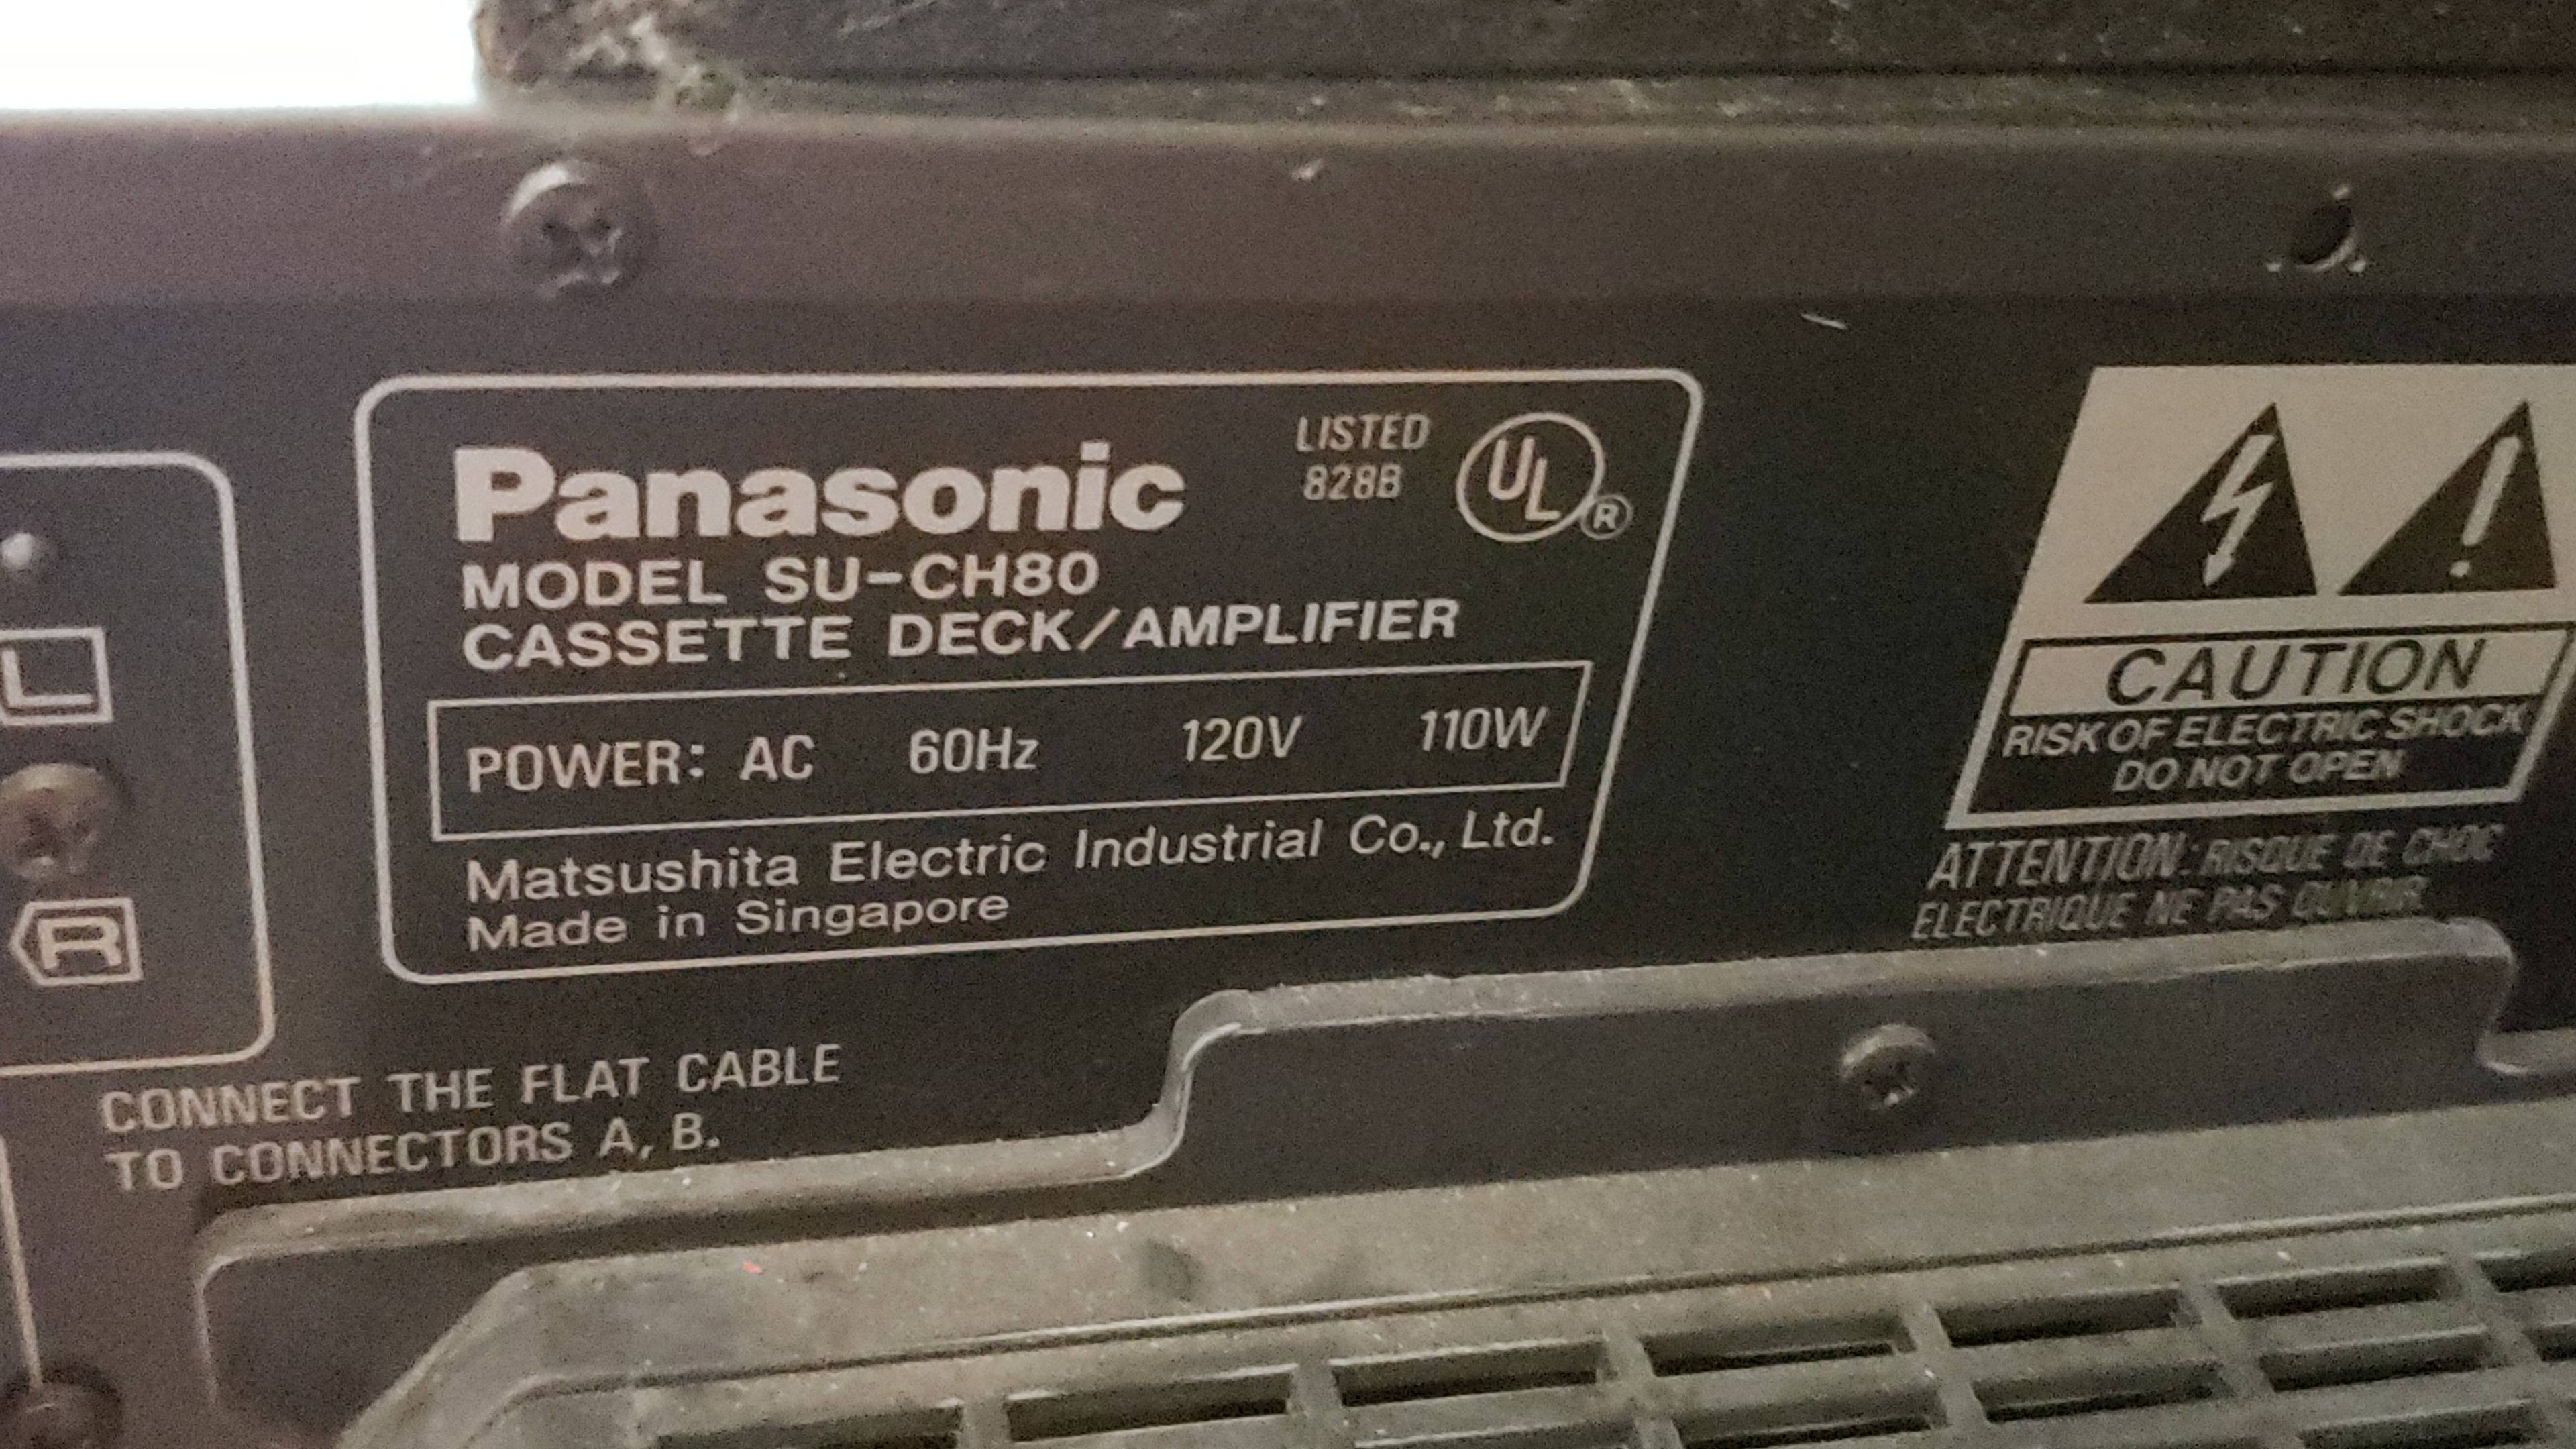 LISTED
828B
UL
R
Panasonic
MODEL SU-CH80
CASSETTE DECK/AMPLIFIER
POWER: AC 60Hz 120V 110W
Matsushita Electric Industrial Co., Ltd.
Made in Singapore
L
R
CONNECT THE FLAT CABLE
TO CONNECTORS A, B.
CAUTION
RISK OF ELECTRIC SHOCK
DO NOT OPEN
ATTENTION: RISQUE DE CHOC
ELECTRIQUE NE PAS OUVRIR